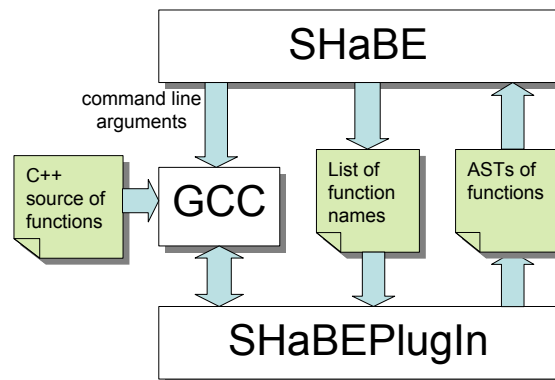 SHaBE
command line
arguments
C++
source of
functions
GCC
List of
function
names
ASTs of
functions
SHaBEPlugIn